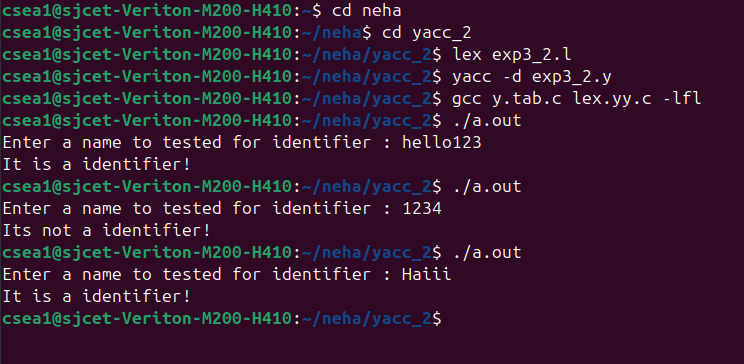 csea1@sjcet-Veriton-M200-H410:~$ cd neha
csea1@sjcet-Veriton-M200-H410:~/neha$ cd yacc_2
csea1@sjcet-Veriton-M200-H410:~/neha/yacc_2$ lex exp3_2.l
csea1@sjcet-Veriton-M200-H410:~/neha/yacc_2$ yacc -d exp3_2.y
csea1@sjcet-Veriton-M200-H410:~/neha/yacc_2$ gcc y.tab.c lex.yy.c -lfl
csea1@sjcet-Veriton-M200-H410:~/neha/yacc_2$ ./a.out
Enter a name to tested for identifier : hello123
It is a identifier!
csea1@sjcet-Veriton-M200-H410:~/neha/yacc_2$ ./a.out
Enter a name to tested for identifier : 1234
Its not a identifier!
csea1@sjcet-Veriton-M200-H410:~/neha/yacc_2$ ./a.out
Enter a name to tested for identifier : Haiii
It is a identifier!
csea1@sjcet-Veriton-M200-H410:~/neha/yacc_2$